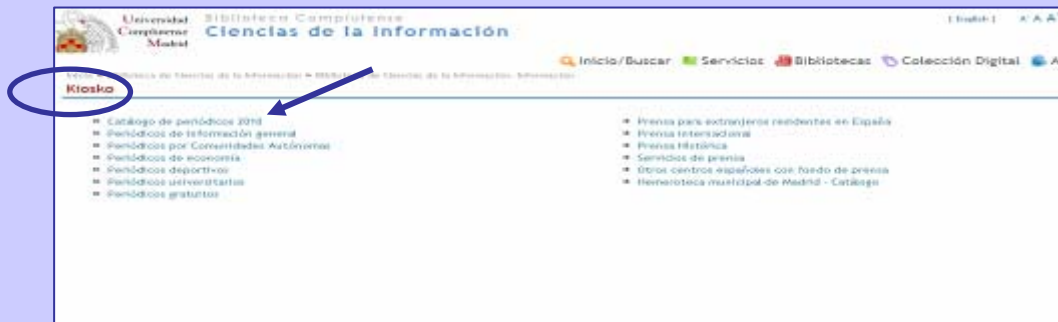 Universidad Complutense Madrid
Biblioteca Complutense
Ciencias de la Información
[ English ] A A A
Inicio/Buscar Servicios Bibliotecas Colección Digital A
Kiosko
Catálogo de periódicos 2010
Periódicos de información general
Periódicos por Comunidades Autónomas
Periódicos de economía
Periódicos deportivos
Periódicos universitarios
Periódicos gratuitos
Prensa para extranjeros residentes en España
Prensa internacional
Prensa Histórica
Servicios de prensa
Otros centros españoles con fondo de prensa
Hemeroteca municipal de Madrid - Catálogo